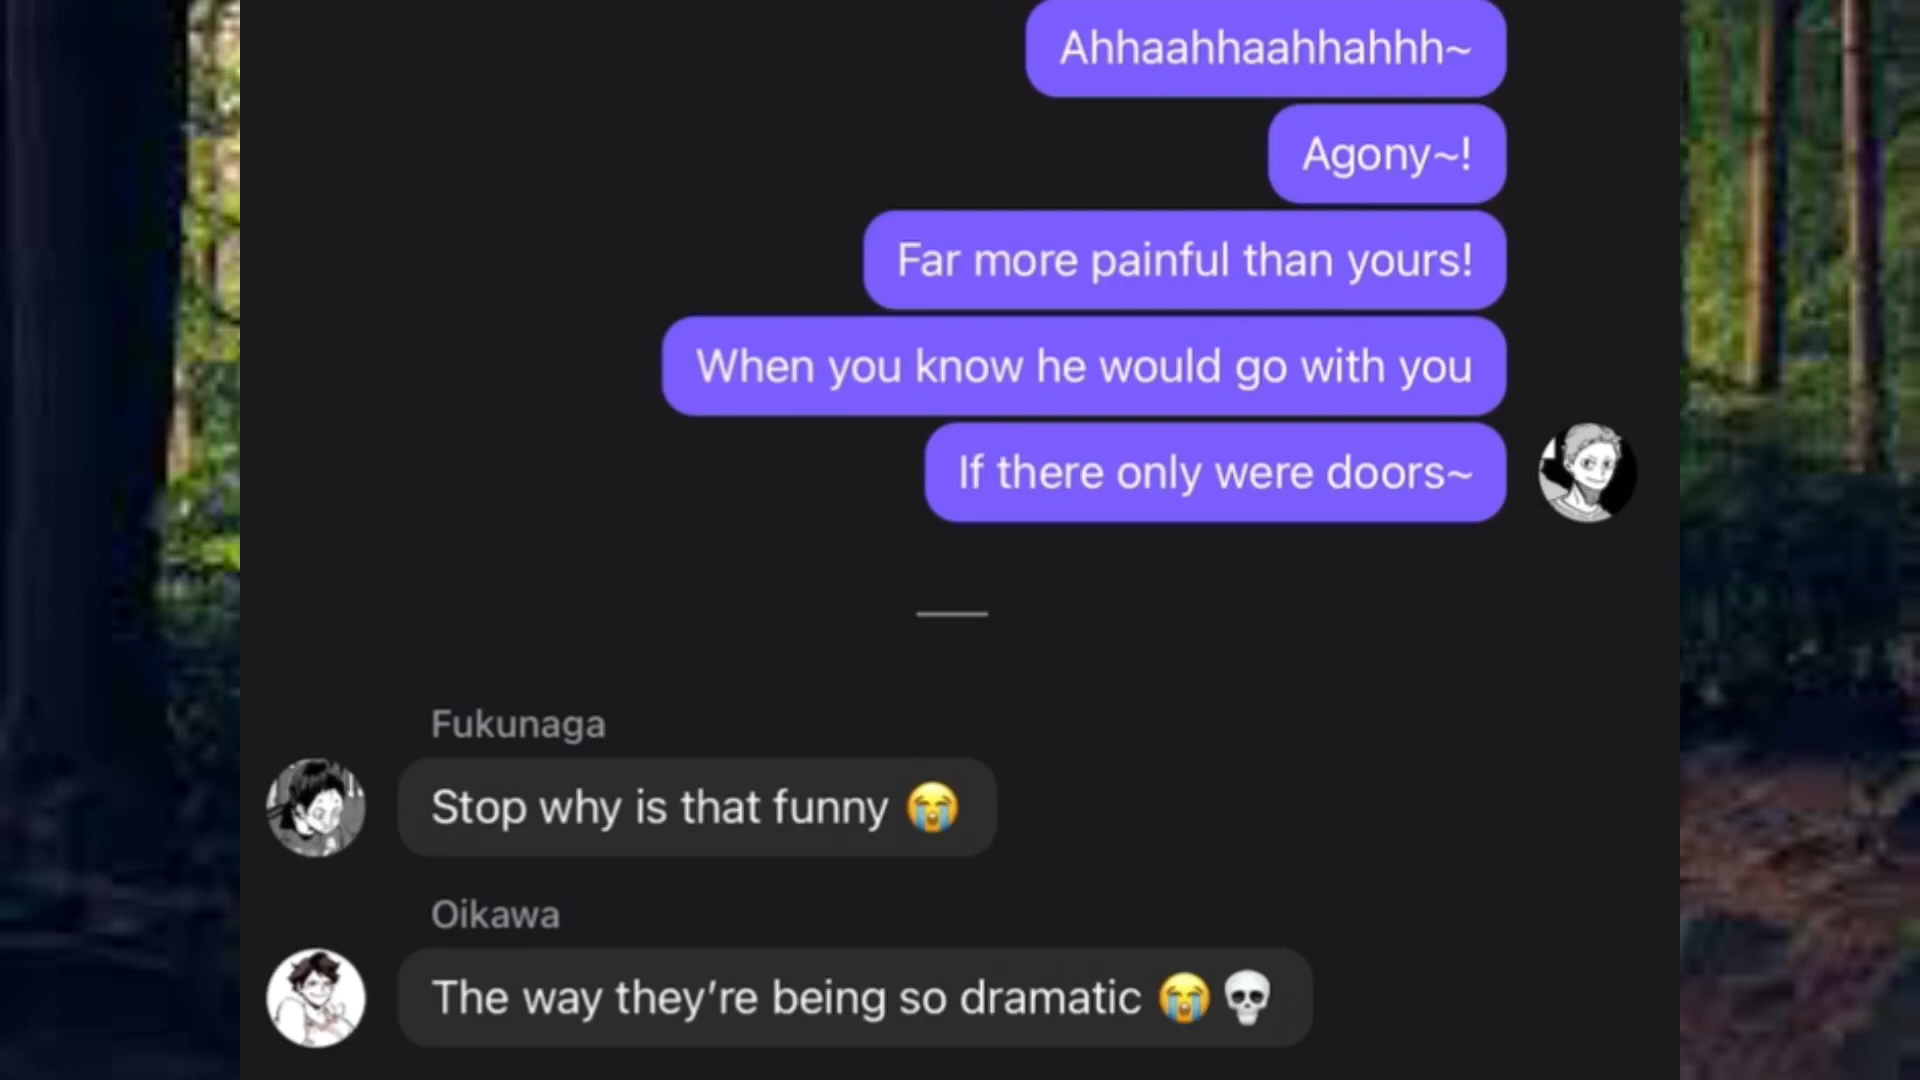 Ahhaahhaahhahhh~
Agony~!
Far more painful than yours!
When you know he would go with you
If there only were doors~
Fukunaga
Stop why is that funny 😭
Oikawa
The way they’re being so dramatic 😭💀